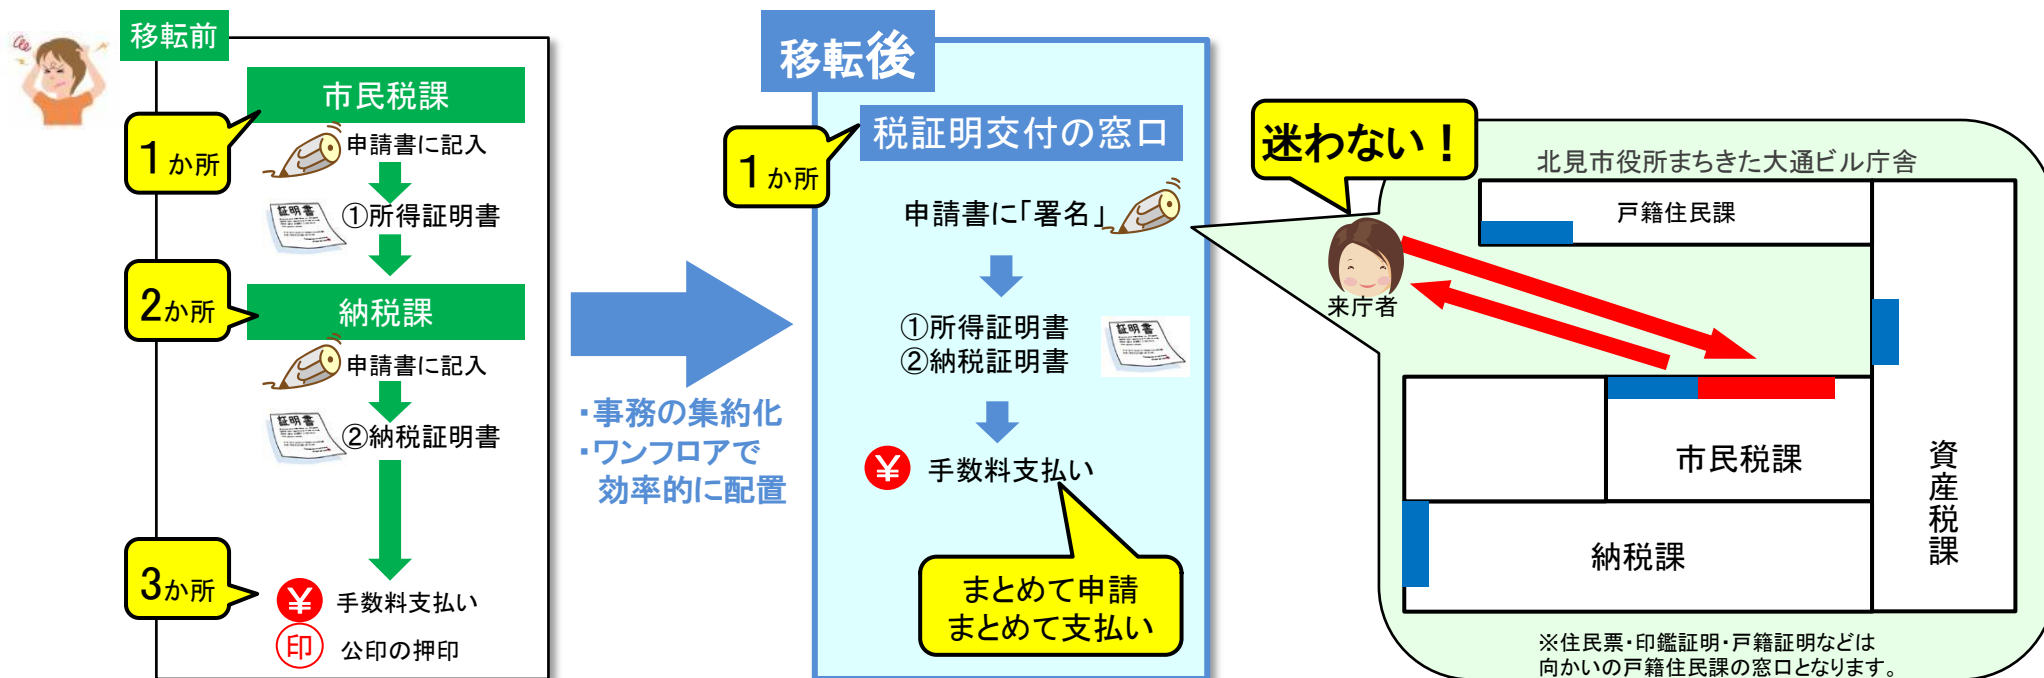 移転前
市民税課
1か所
申請書に記入
証明書
①所得証明書
2か所
納税課
申請書に記入
証明書
②納税証明書
3か所
¥ 手数料支払い
印 公印の押印
・事務の集約化
・ワンフロアで
効率的に配置
移転後
税証明交付の窓口
1か所
申請書に「署名」
①所得証明書
②納税証明書
証明書
¥ 手数料支払い
まとめて申請
まとめて支払い
迷わない！
北見市役所まちきた大通ビル庁舎
戸籍住民課
来庁者
市民税課
資産税課
納税課
※住民票・印鑑証明・戸籍証明などは
向かいの戸籍住民課の窓口となります。